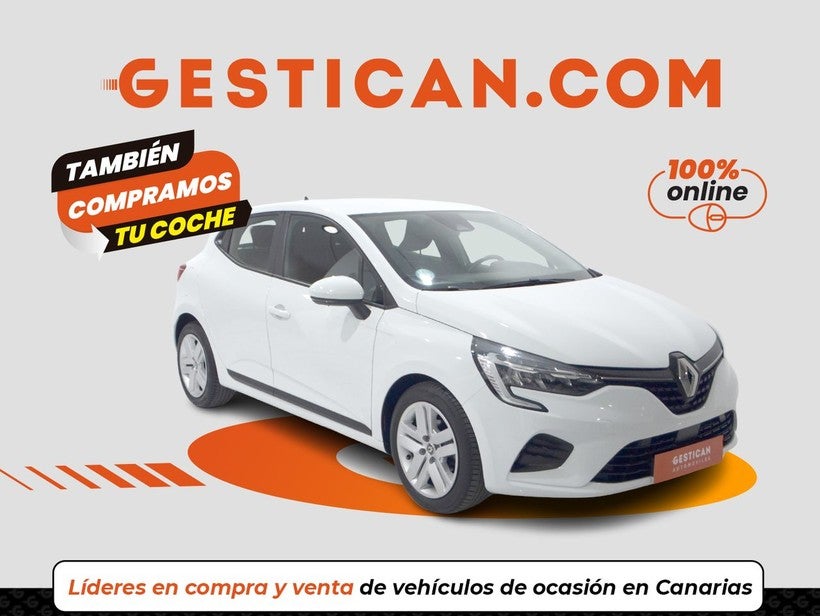 GESTICAN.COM
TAMBIÉN
COMPRAMOS
TU COCHE
100%
online
GESTICAN
AUTOMÓVILES
Líderes en compra y venta de vehículos de ocasión en Canarias